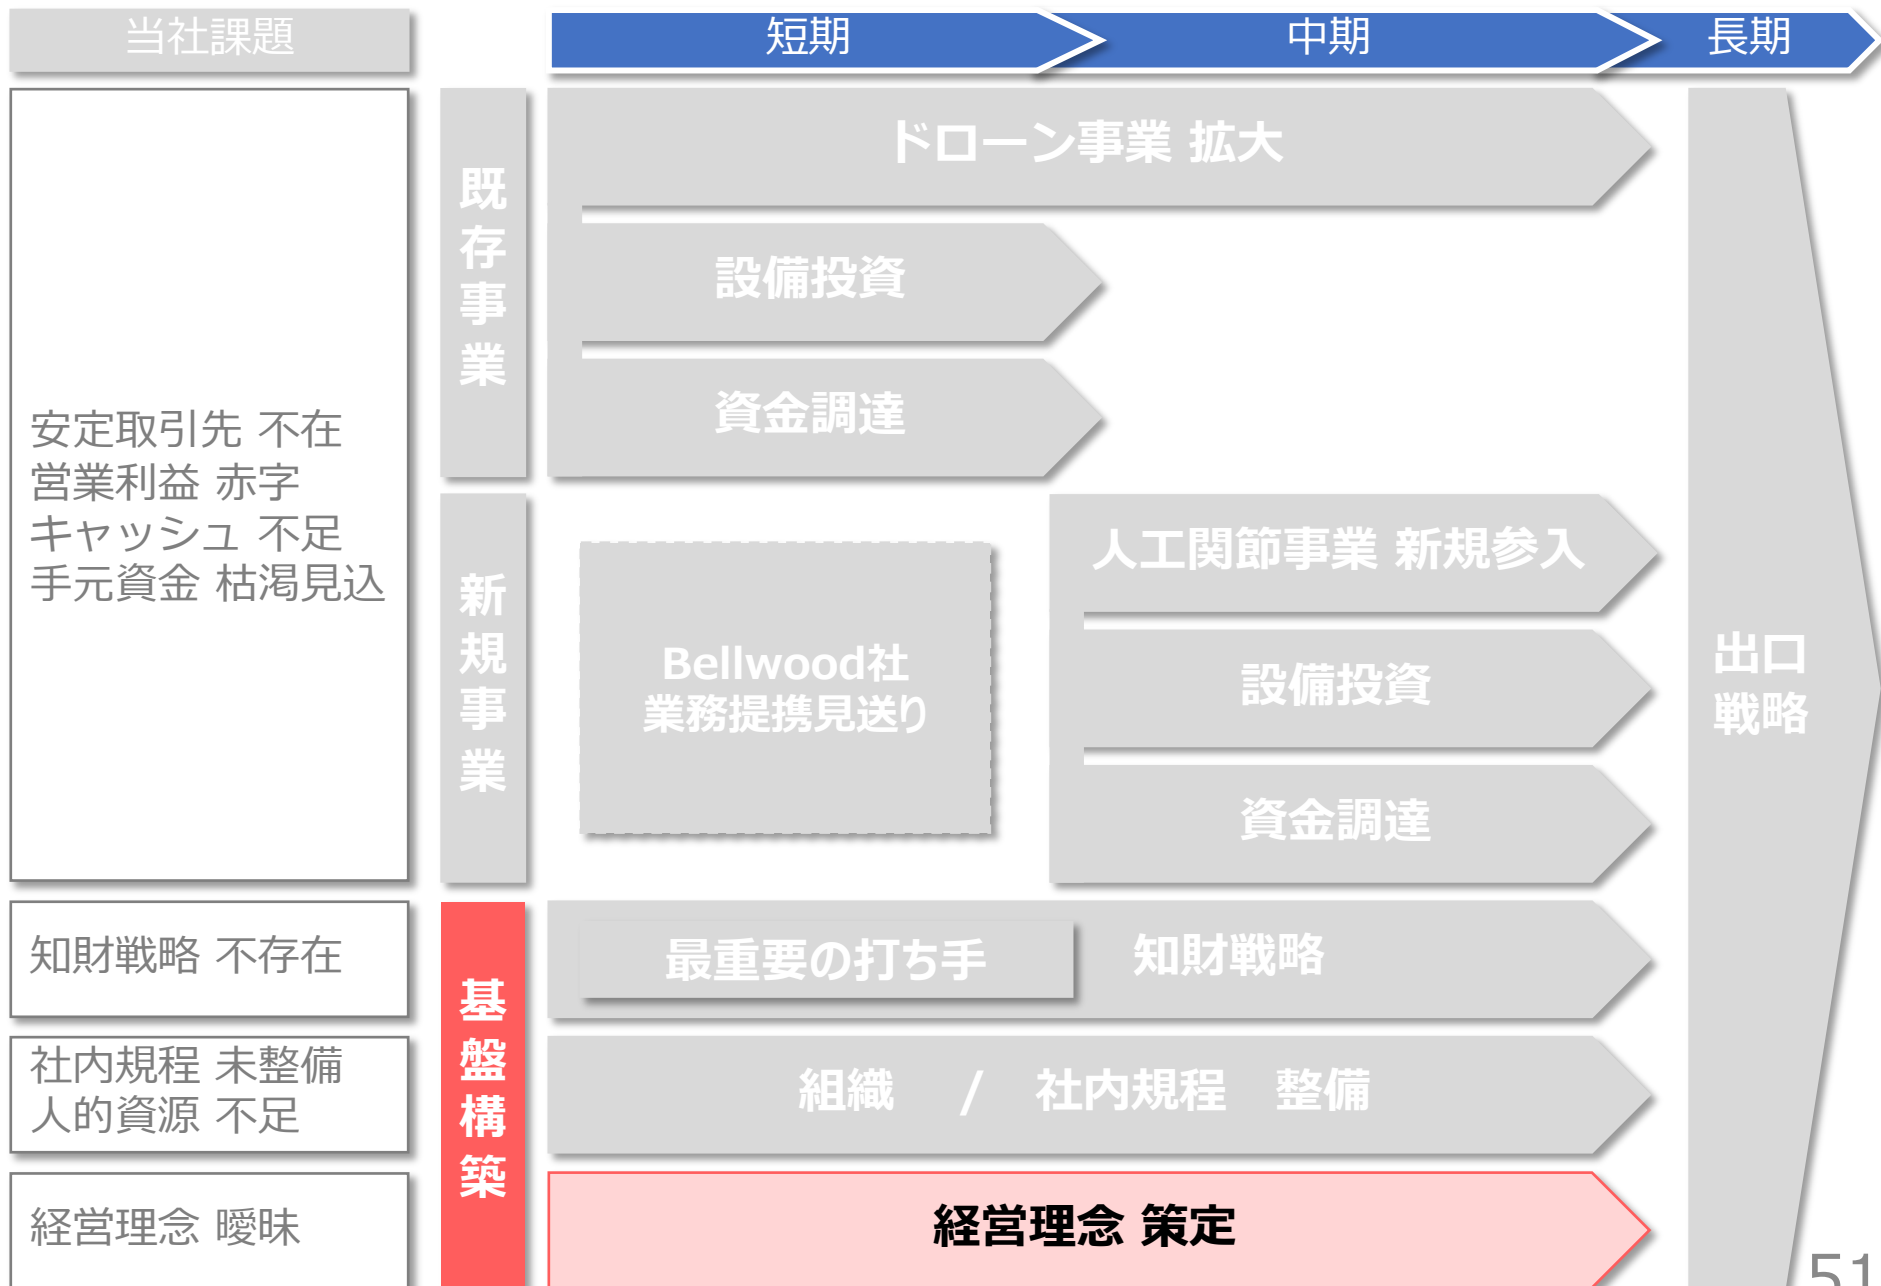 当社課題
短期
中期
長期
安定取引先 不在
営業利益 赤字
キャッシュ 不足
手元資金 枯渇見込
既存事業
ドローン事業 拡大
設備投資
資金調達
新規事業
Bellwood社
業務提携見送り
人工関節事業 新規参入
設備投資
資金調達
出口
戦略
知財戦略 不存在
基盤構築
最重要の打ち手
知財戦略
社内規程 未整備
人的資源 不足
組織 / 社内規程 整備
経営理念 曖昧
経営理念 策定
51